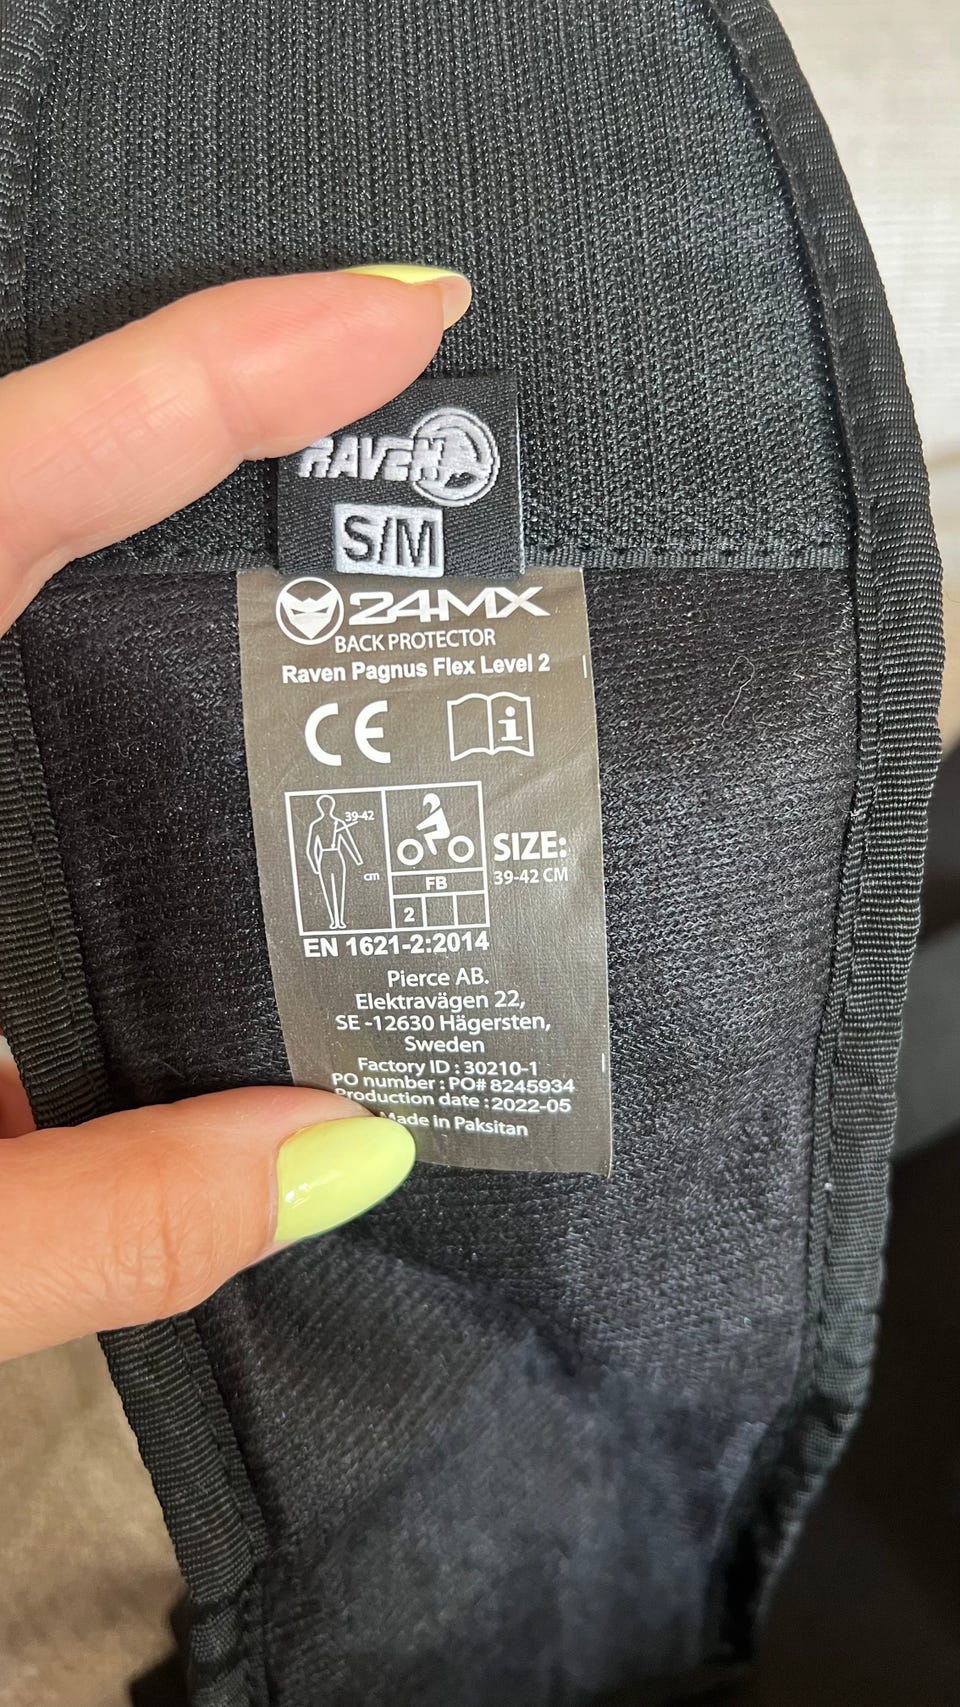 RAVEN
S/M
24MX
BACK PROTECTOR
Raven Pagnus Flex Level 2
CE
i
39-42
cm
FB
2
SIZE:
39-42 CM
EN 1621-2:2014
Pierce AB.
Elektravägen 22,
SE -12630 Hägersten,
Sweden
Factory ID : 30210-1
PO number : PO# 8245934
Production date : 2022-05
Made in Paksitan